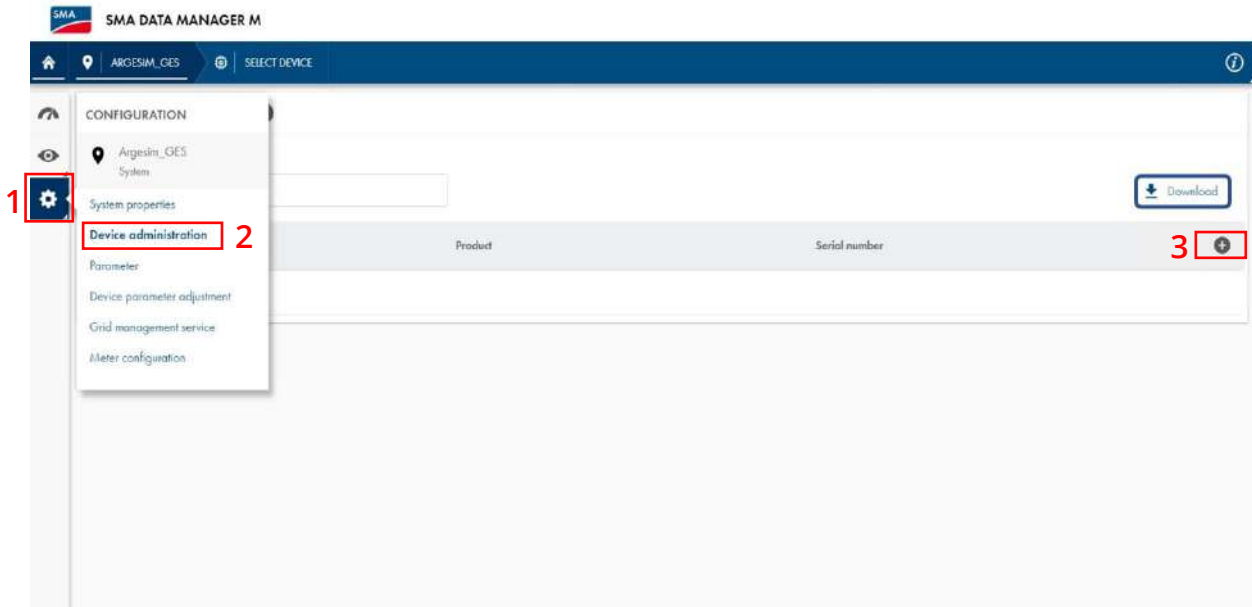 SMA
SMA DATA MANAGER M
ARGESIM_GES
SELECT DEVICE
CONFIGURATION
Argesim_GES
System
1
System properties
Download
Device administration
2
Product
Serial number
3
Parameter
Device parameter adjustment
Grid management service
Meter configuration